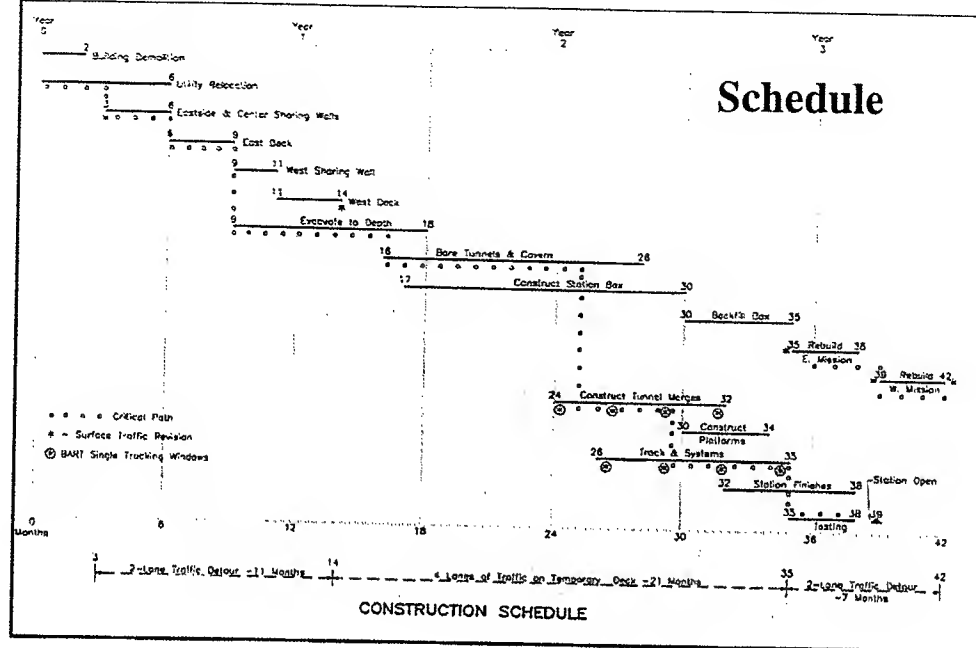 Year
0
Year
1
Year
2
Year
3
Schedule
2
Building Demolition
6
Utility Relocation
6
Eastside & Center Shoring Walls
9
East Deck
9
11
West Shoring Wall
11
14
West Deck
9
Excavate to Depth
18
16
Bore Tunnels & Cavern
28
17
Construct Station Box
30
30
Backfill Box
35
35 Rebuild 38
E. Mission
39 Rebuild 42
W. Mission
24
Construct Tunnel Merges
32
30 Construct 34
Platforms
26
Track & Systems
35
32
Station Finishes
38
Station Open
35
38
39
Testing
Critical Path
* - Surface Traffic Revision
BART Single Tracking Windows
0
6
12
18
24
30
36
42
Months
3
2-Lane Traffic Detour ~11 Months
14
4 Lanes of Traffic on Temporary Deck ~21 Months
35
2-Lane Traffic Detour
~7 Months
42
CONSTRUCTION SCHEDULE